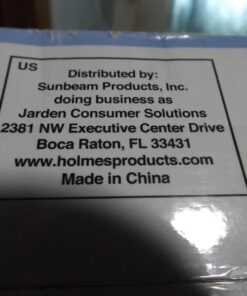 US
Distributed by:
Sunbeam Products, Inc.
doing business as
Jarden Consumer Solutions
2381 NW Executive Center Drive
Boca Raton, FL 33431
www.holmesproducts.com
Made in China